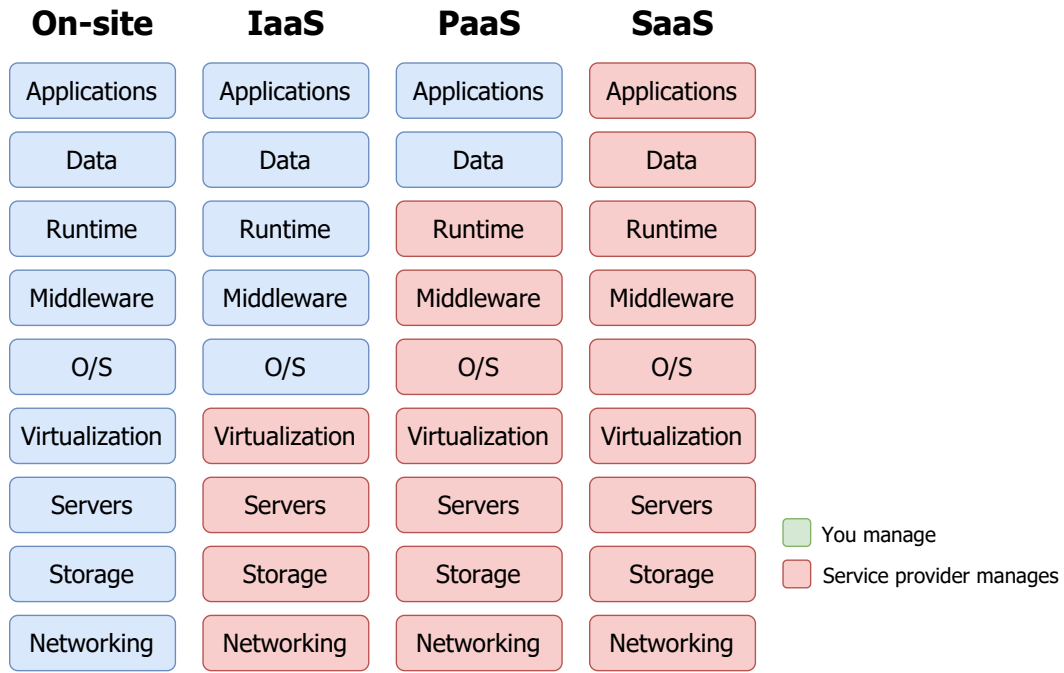 On-site IaaS PaaS SaaS
Applications Applications Applications Applications
Data Data Data Data
Runtime Runtime Runtime Runtime
Middleware Middleware Middleware Middleware
O/S O/S O/S O/S
Virtualization Virtualization Virtualization Virtualization
Servers Servers Servers Servers
You manage
Storage Storage Storage Storage
Service provider manages
Networking Networking Networking Networking